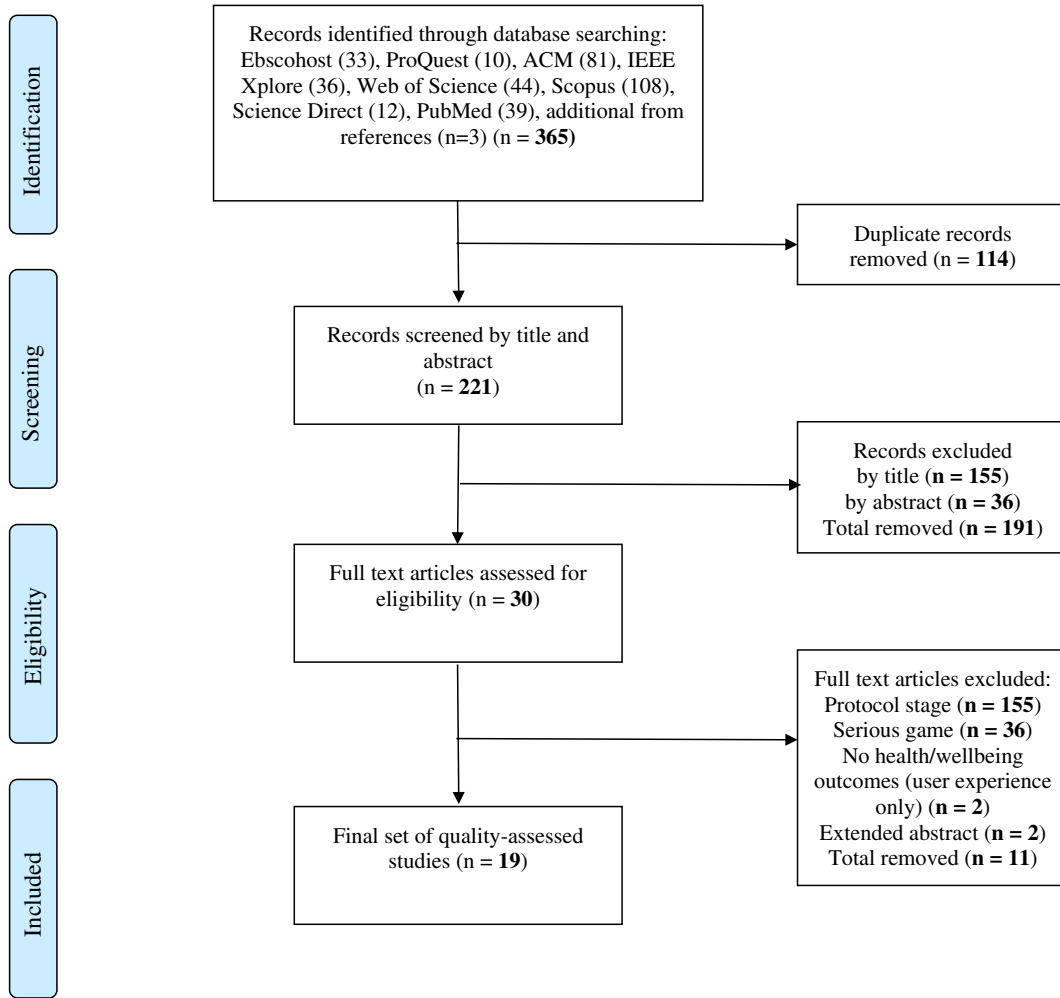 Identification
Records identified through database searching:
Ebscohost (33), ProQuest (10), ACM (81), IEEE
Xplore (36), Web of Science (44), Scopus (108),
Science Direct (12), PubMed (39), additional from
references (n=3) (n = 365)
Duplicate records
removed (n = 114)
Screening
Records screened by title and
abstract
(n = 221)
Records excluded
by title (n = 155)
by abstract (n = 36)
Total removed (n = 191)
Eligibility
Full text articles assessed for
eligibility (n = 30)
Full text articles excluded:
Protocol stage (n = 155)
Serious game (n = 36)
No health/wellbeing
outcomes (user experience
only) (n = 2)
Extended abstract (n = 2)
Total removed (n = 11)
Included
Final set of quality-assessed
studies (n = 19)